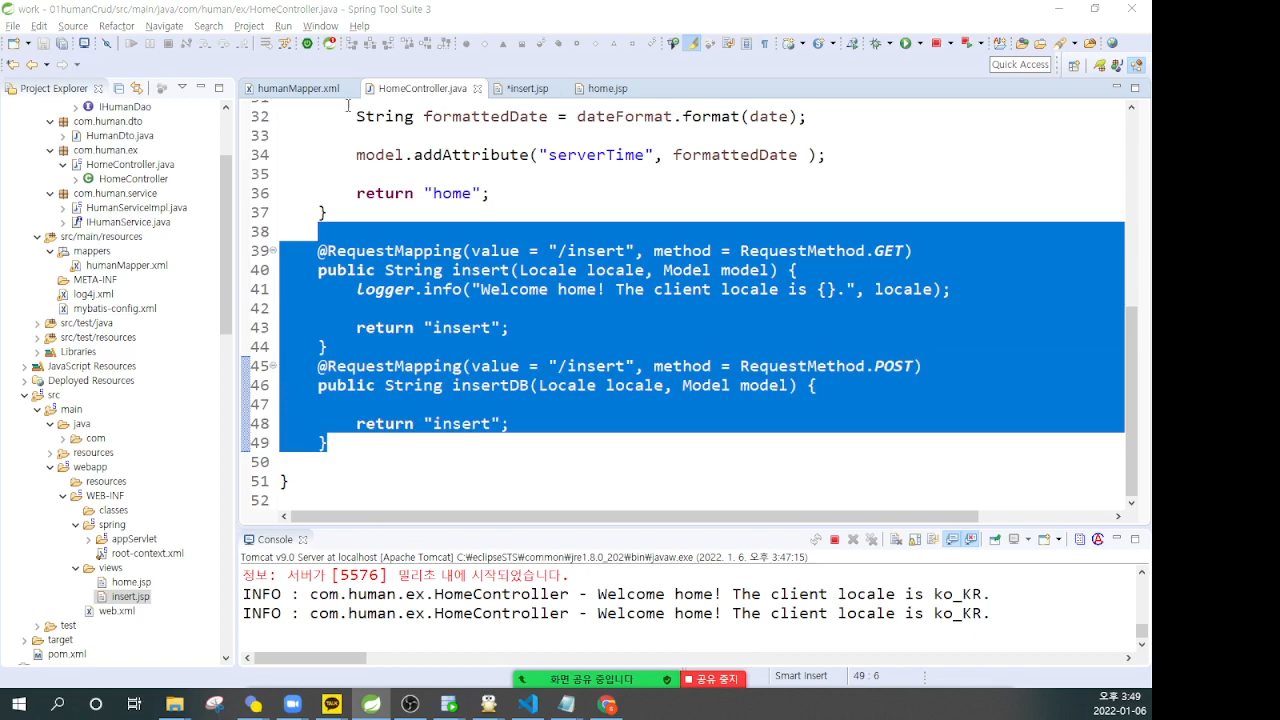 work - 01humanCrud/src/main/java/com/human/ex/HomeController.java - Spring Tool Suite 3
File Edit Source Refactor Navigate Search Project Run Window Help
Quick Access
Project Explorer
IHumanDao
com.human.dto
HumanDto.java
com.human.ex
HomeController.java
HomeController
com.human.service
HumanServiceImpl.java
IHumanService.java
src/main/resources
mappers
humanMapper.xml
META-INF
log4j.xml
mybatis-config.xml
src/test/java
src/test/resources
Libraries
JavaScript Resources
Deployed Resources
src
main
java
com
resources
webapp
resources
WEB-INF
classes
spring
appServlet
root-context.xml
views
home.jsp
insert.jsp
web.xml
test
target
pom.xml
humanMapper.xml HomeController.java *insert.jsp home.jsp
31
32 String formattedDate = dateFormat.format(date);
33
34 model.addAttribute("serverTime", formattedDate );
35
36 return "home";
37 }
38
39 @RequestMapping(value = "/insert", method = RequestMethod.GET)
40 public String insert(Locale locale, Model model) {
41 logger.info("Welcome home! The client locale is {}.", locale);
42
43 return "insert";
44 }
45 @RequestMapping(value = "/insert", method = RequestMethod.POST)
46 public String insertDB(Locale locale, Model model) {
47
48 return "insert";
49 }
50
51 }
52
Console
Tomcat v9.0 Server at localhost [Apache Tomcat] C:\eclipseSTS\common\jre1.8.0_202\bin\javaw.exe (2022. 1. 6. 오후 3:47:15)
정보: 서버가 [5576] 밀리초 내에 시작되었습니다.
INFO : com.human.ex.HomeController - Welcome home! The client locale is ko_KR.
INFO : com.human.ex.HomeController - Welcome home! The client locale is ko_KR.
화면 공유 중입니다 공유 중지
Smart Insert 49 : 6
TALK
오후 3:49
2022-01-06